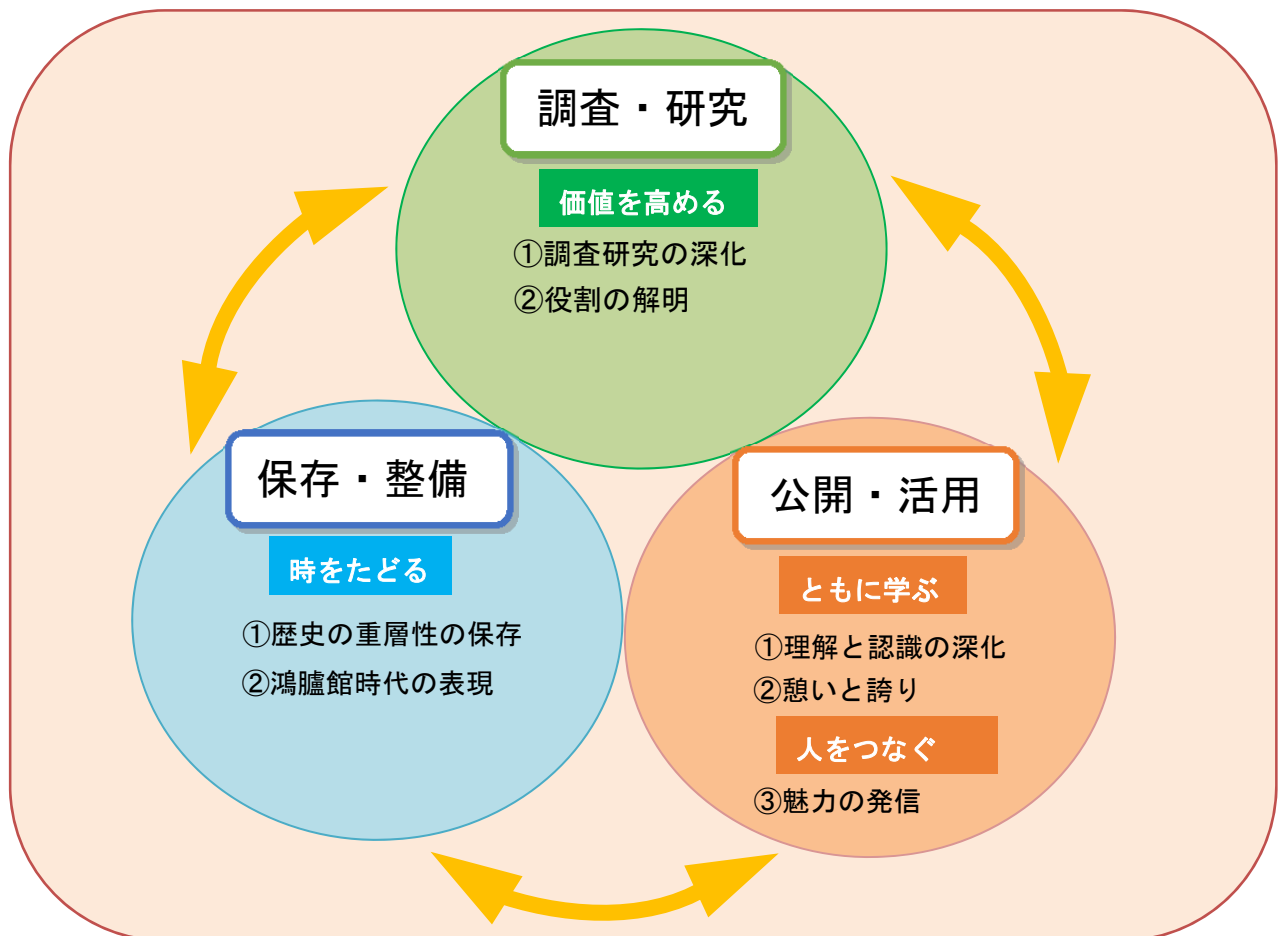 調査・研究
価値を高める
①調査研究の深化
②役割の解明
保存・整備
時をたどる
①歴史の重層性の保存
②鴻臚館時代の表現
公開・活用
ともに学ぶ
①理解と認識の深化
②憩いと誇り
人をつなぐ
③魅力の発信